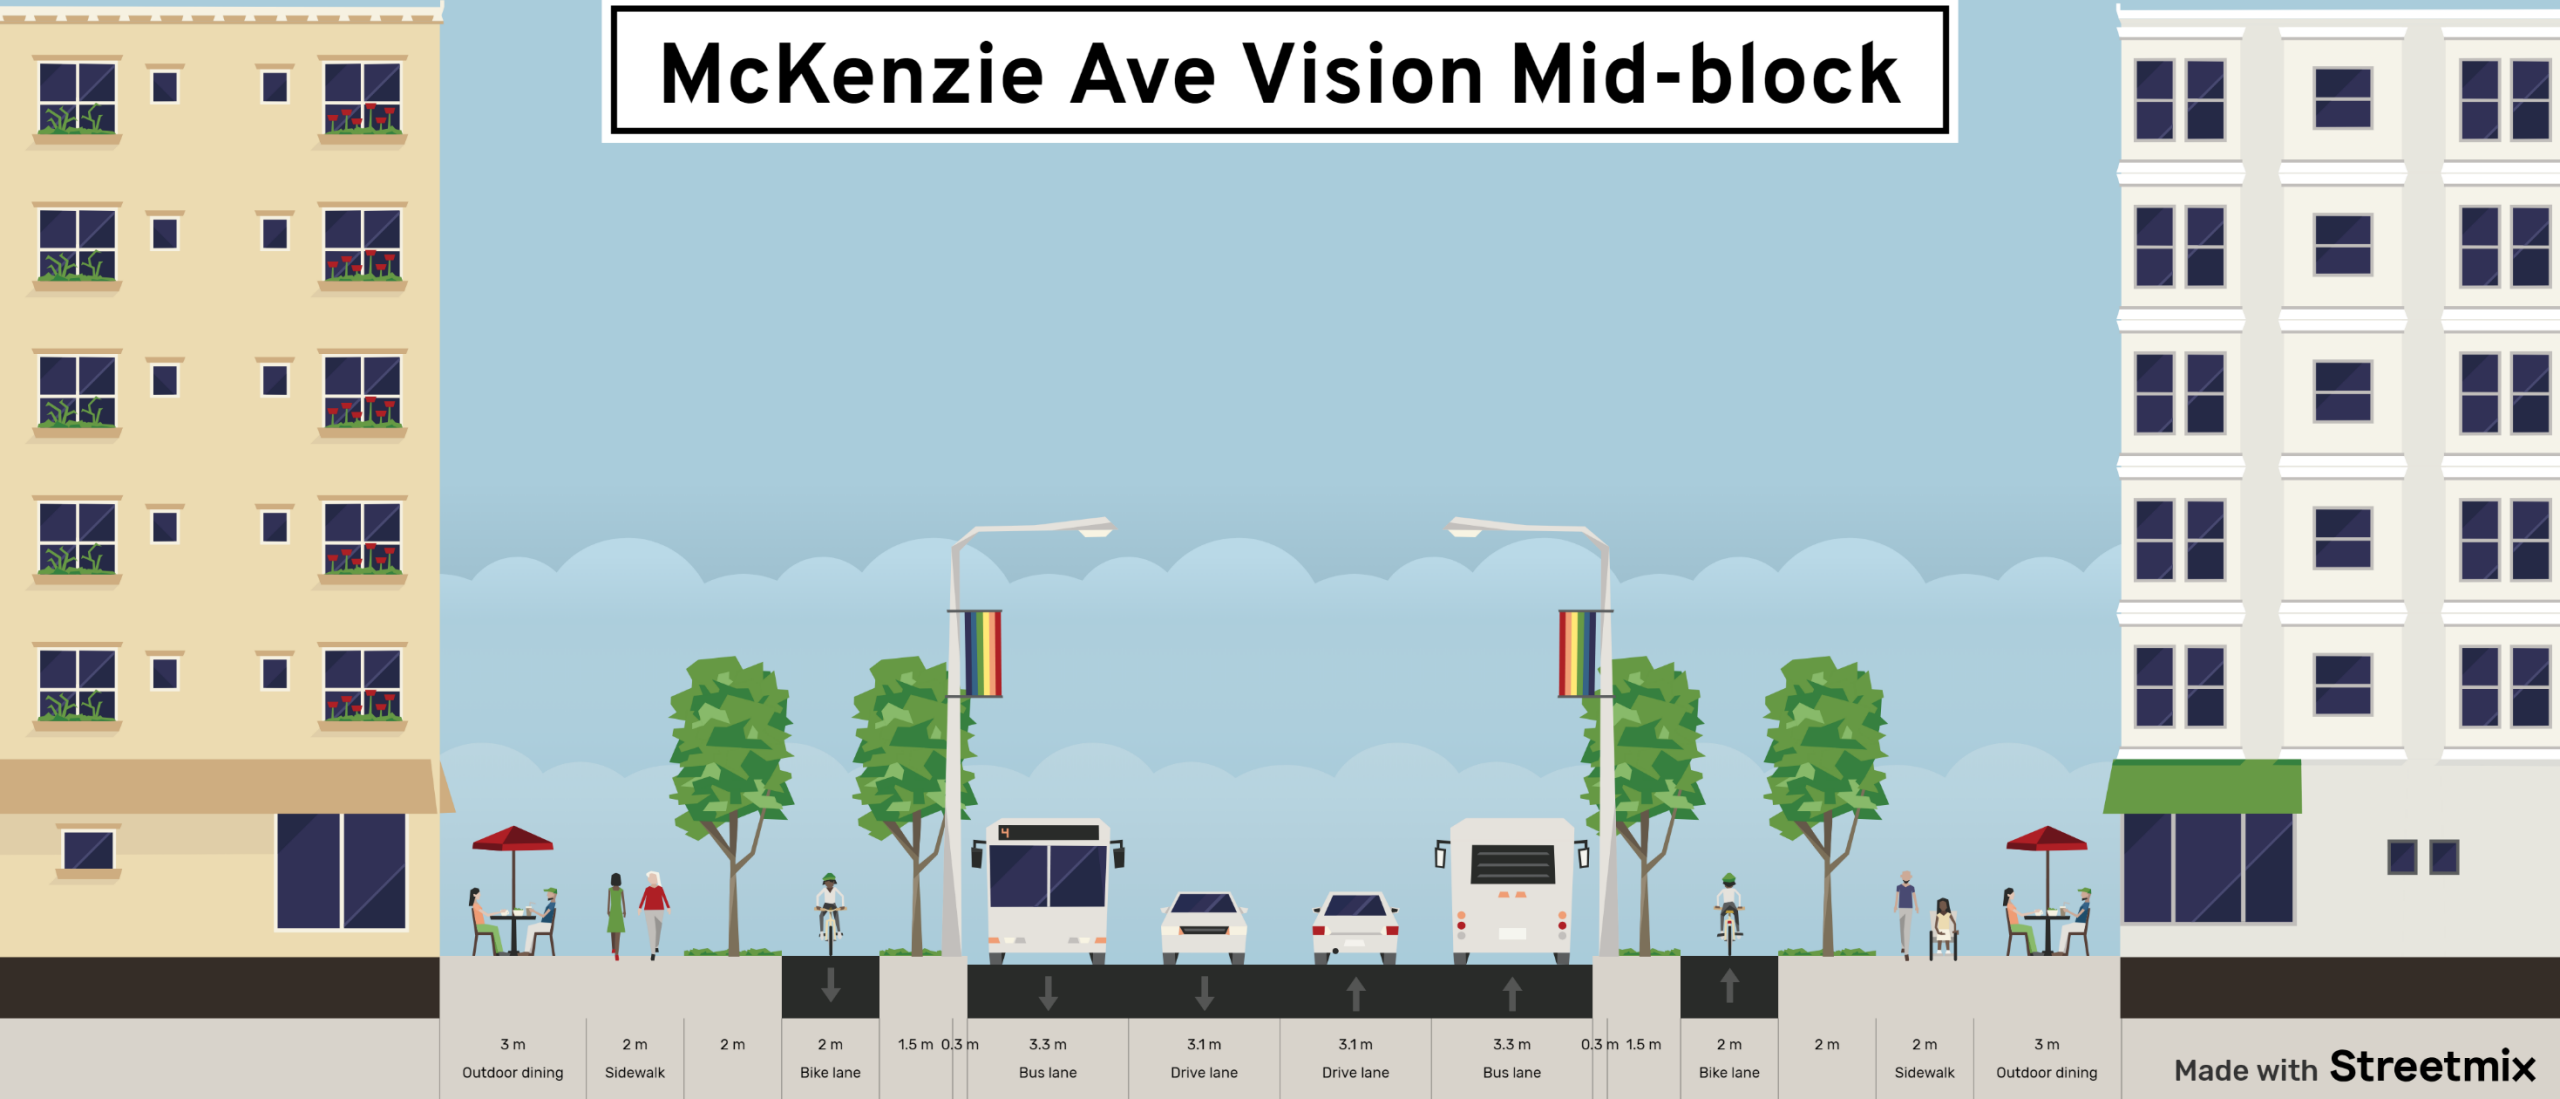 McKenzie Ave Vision Mid-block
4
3 m
Outdoor dining
2 m
Sidewalk
2 m
2 m
Bike lane
1.5 m
0.3 m
3.3 m
Bus lane
3.1 m
Drive lane
3.1 m
Drive lane
3.3 m
Bus lane
0.3 m
1.5 m
2 m
Bike lane
2 m
2 m
Sidewalk
3 m
Outdoor dining
Made with Streetmix